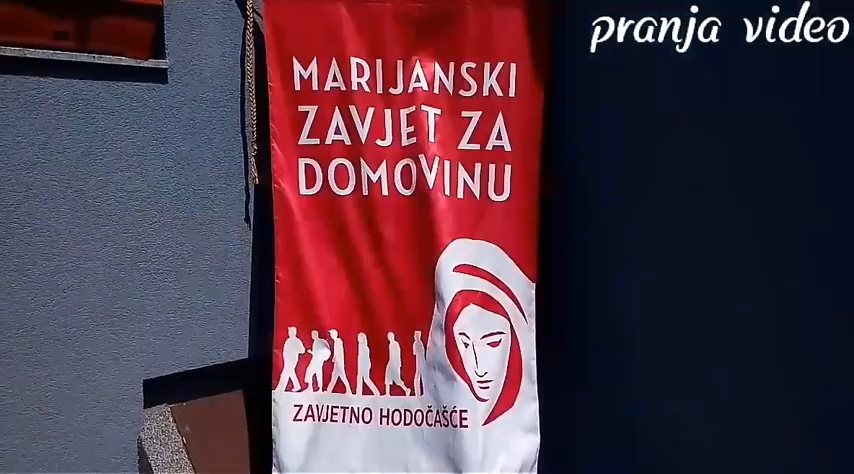 pranja video
MARIJANSKI
ZAVJET ZA
DOMOVINU
ZAVJETNO HODOČAŠĆE